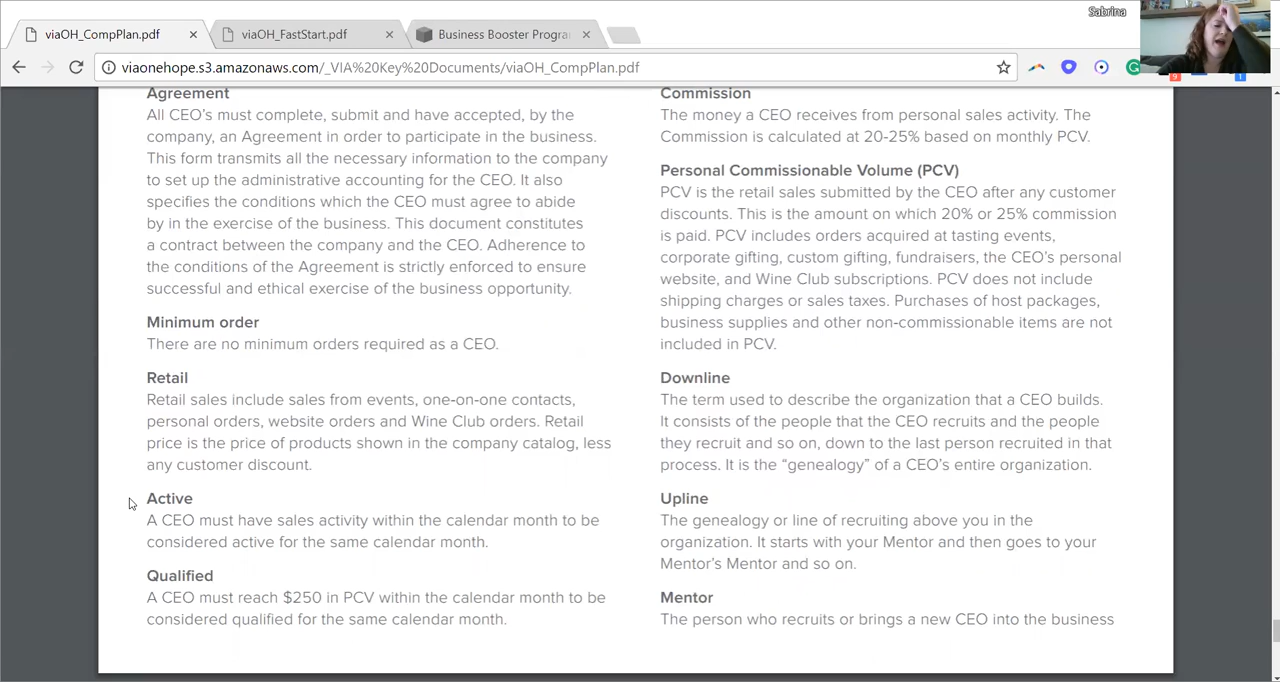 Sabrina
viaOH_CompPlan.pdf
viaOH_FastStart.pdf
Business Booster Progra
viaonehope.s3.amazonaws.com/_VIA%20Key%20Documents/viaOH_CompPlan.pdf
Agreement
All CEO's must complete, submit and have accepted, by the
company, an Agreement in order to participate in the business.
This form transmits all the necessary information to the company
to set up the administrative accounting for the CEO. It also
specifies the conditions which the CEO must agree to abide
by in the exercise of the business. This document constitutes
a contract between the company and the CEO. Adherence to
the conditions of the Agreement is strictly enforced to ensure
successful and ethical exercise of the business opportunity.
Minimum order
There are no minimum orders required as a CEO.
Retail
Retail sales include sales from events, one-on-one contacts,
personal orders, website orders and Wine Club orders. Retail
price is the price of products shown in the company catalog, less
any customer discount.
Active
A CEO must have sales activity within the calendar month to be
considered active for the same calendar month.
Qualified
A CEO must reach $250 in PCV within the calendar month to be
considered qualified for the same calendar month.
Commission
The money a CEO receives from personal sales activity. The
Commission is calculated at 20-25% based on monthly PCV.
Personal Commissionable Volume (PCV)
PCV is the retail sales submitted by the CEO after any customer
discounts. This is the amount on which 20% or 25% commission
is paid. PCV includes orders acquired at tasting events,
corporate gifting, custom gifting, fundraisers, the CEO's personal
website, and Wine Club subscriptions. PCV does not include
shipping charges or sales taxes. Purchases of host packages,
business supplies and other non-commissionable items are not
included in PCV.
Downline
The term used to describe the organization that a CEO builds.
It consists of the people that the CEO recruits and the people
they recruit and so on, down to the last person recruited in that
process. It is the “genealogy” of a CEO's entire organization.
Upline
The genealogy or line of recruiting above you in the
organization. It starts with your Mentor and then goes to your
Mentor's Mentor and so on.
Mentor
The person who recruits or brings a new CEO into the business